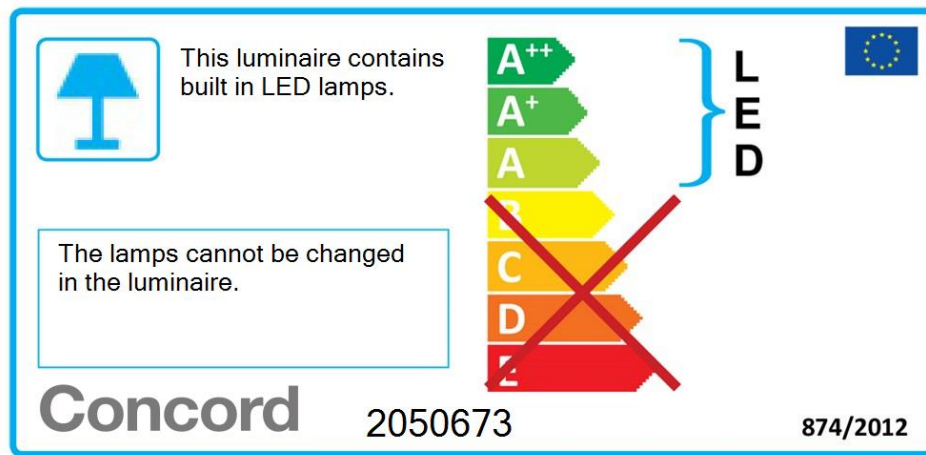 This luminaire contains
built in LED lamps.
A++
A+
A
B
C
D
E
L
E
D
The lamps cannot be changed
in the luminaire.
Concord
2050673
874/2012